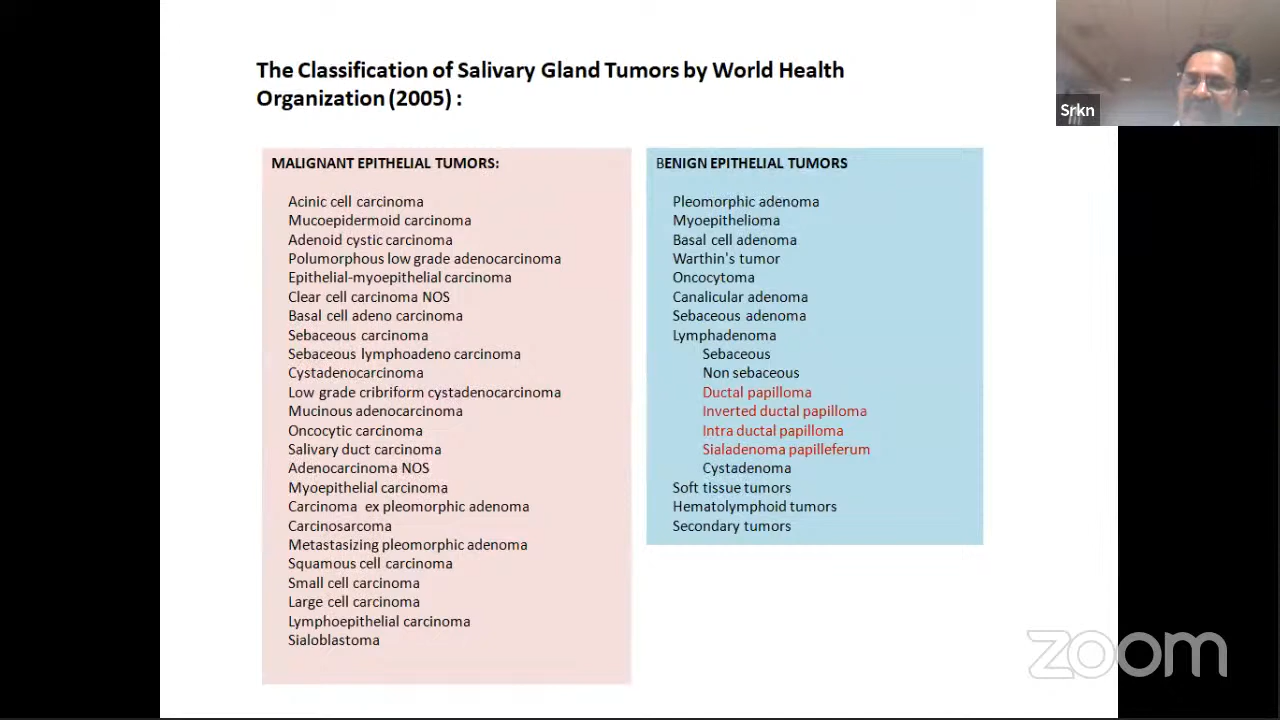 The Classification of Salivary Gland Tumors by World Health
Organization (2005) :
Srkn
MALIGNANT EPITHELIAL TUMORS:
Acinic cell carcinoma
Mucoepidermoid carcinoma
Adenoid cystic carcinoma
Polumorphous low grade adenocarcinoma
Epithelial-myoepithelial carcinoma
Clear cell carcinoma NOS
Basal cell adeno carcinoma
Sebaceous carcinoma
Sebaceous lymphoadeno carcinoma
Cystadenocarcinoma
Low grade cribriform cystadenocarcinoma
Mucinous adenocarcinoma
Oncocytic carcinoma
Salivary duct carcinoma
Adenocarcinoma NOS
Myoepithelial carcinoma
Carcinoma ex pleomorphic adenoma
Carcinosarcoma
Metastasizing pleomorphic adenoma
Squamous cell carcinoma
Small cell carcinoma
Large cell carcinoma
Lymphoepithelial carcinoma
Sialoblastoma
BENIGN EPITHELIAL TUMORS
Pleomorphic adenoma
Myoepithelioma
Basal cell adenoma
Warthin's tumor
Oncocytoma
Canalicular adenoma
Sebaceous adenoma
Lymphadenoma
Sebaceous
Non sebaceous
Ductal papilloma
Inverted ductal papilloma
Intra ductal papilloma
Sialadenoma papilleferum
Cystadenoma
Soft tissue tumors
Hematolymphoid tumors
Secondary tumors
zoom